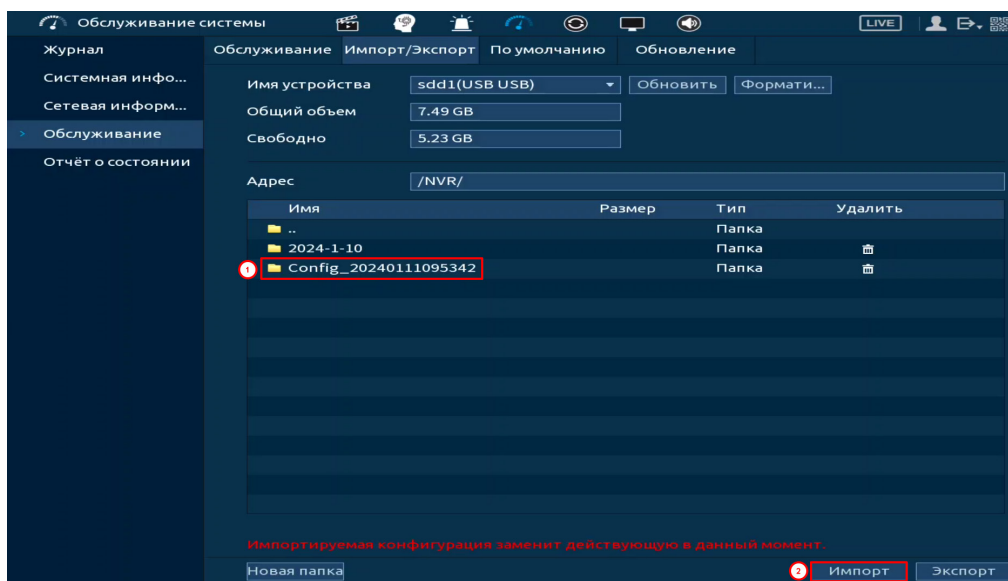 Обслуживание системы LIVE
Журнал
Системная инфо...
Сетевая информ...
Обслуживание
Отчёт о состоянии
Обслуживание Импорт/Экспорт По умолчанию Обновление
Имя устройства sdd1(USB USB) Обновить Формати...
Общий объем 7.49 GB
Свободно 5.23 GB
Адрес /NVR/
Имя Размер Тип Удалить
.. Папка
2024-1-10 Папка
1 Config_20240111095342 Папка
Импортируемая конфигурация заменит действующую в данный момент.
Новая папка 2 Импорт Экспорт